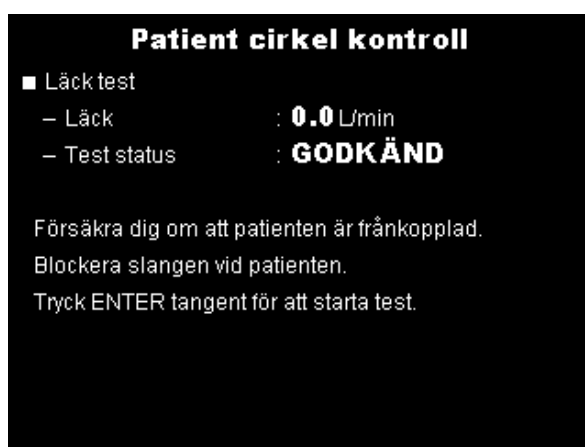 Patient cirkel kontroll
■ Läck test
– Läck : 0.0 L/min
– Test status : GODKÄND
Försäkra dig om att patienten är frånkopplad.
Blockera slangen vid patienten.
Tryck ENTER tangent för att starta test.